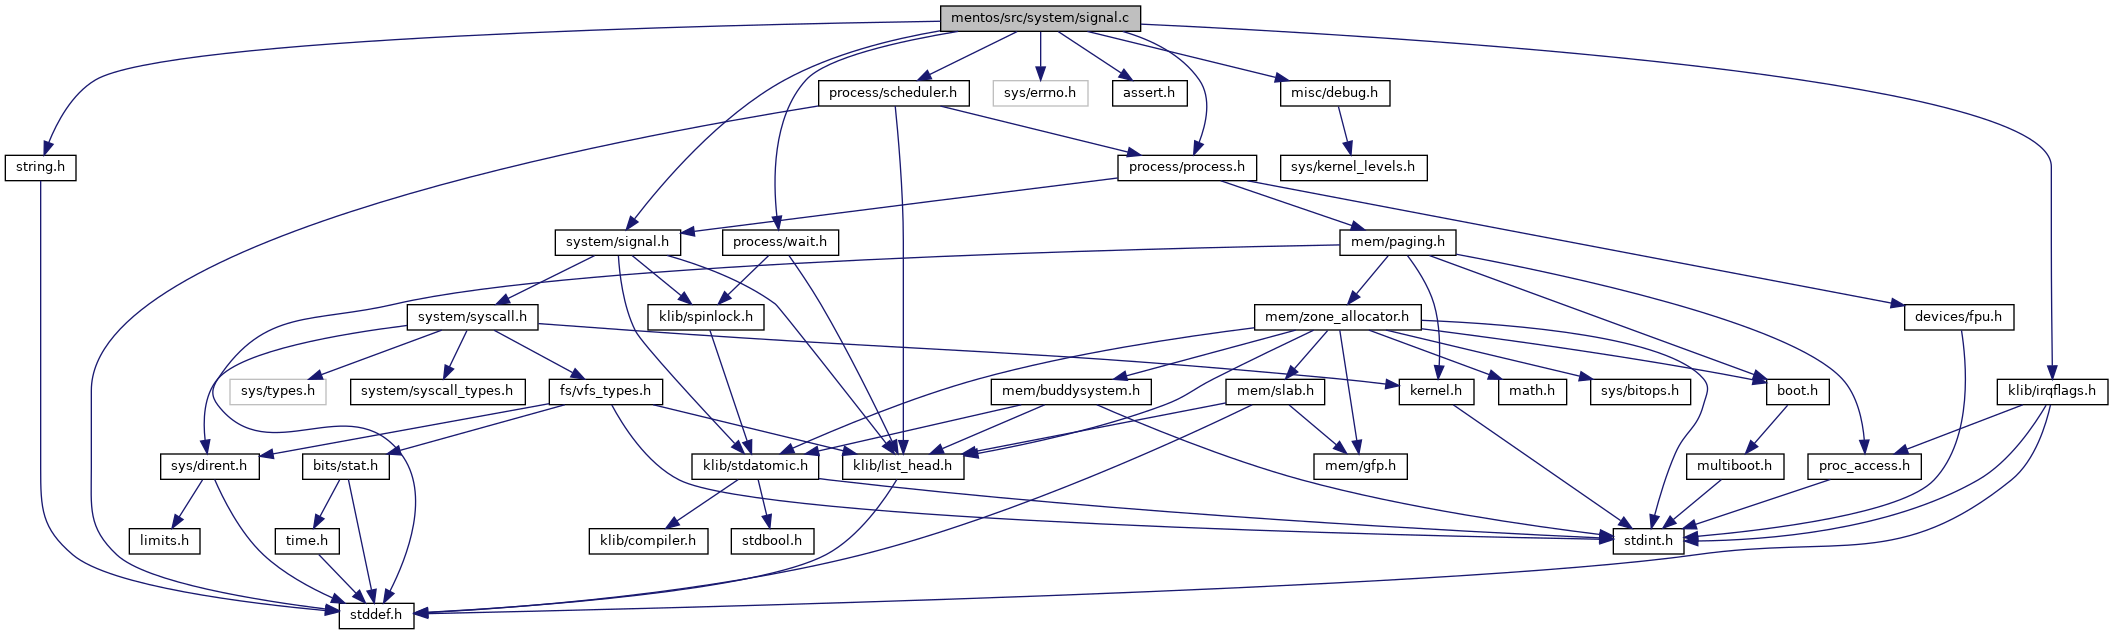 mentos/src/system/signal.c
process/scheduler.h
sys/errno.h
assert.h
misc/debug.h
string.h
process/process.h
sys/kernel_levels.h
system/signal.h
process/wait.h
mem/paging.h
system/syscall.h
klib/spinlock.h
mem/zone_allocator.h
devices/fpu.h
sys/types.h
system/syscall_types.h
fs/vfs_types.h
mem/buddysystem.h
mem/slab.h
kernel.h
math.h
sys/bitops.h
boot.h
klib/irqflags.h
sys/dirent.h
bits/stat.h
klib/stdatomic.h
klib/list_head.h
mem/gfp.h
multiboot.h
proc_access.h
limits.h
time.h
klib/compiler.h
stdbool.h
stdint.h
stddef.h